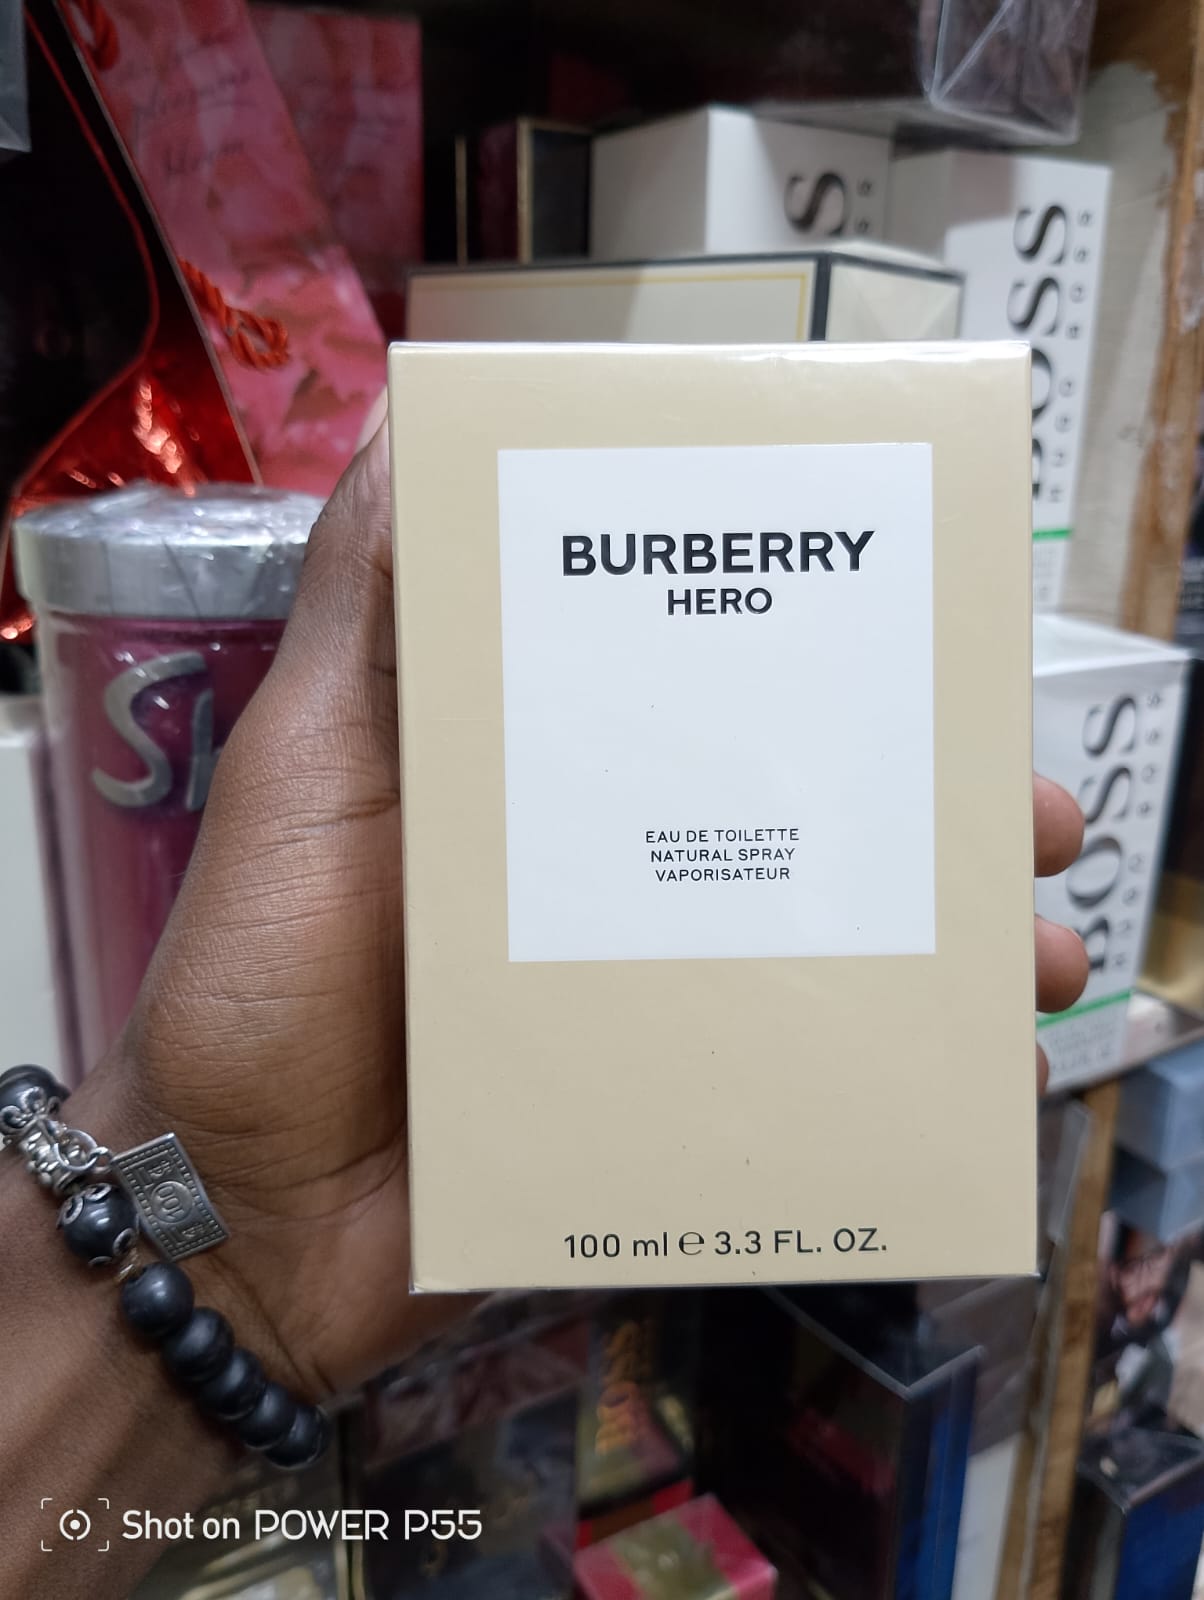 BURBERRY
HERO
EAU DE TOILETTE
NATURAL SPRAY
VAPORISATEUR
100 ml ℮ 3.3 FL. OZ.
BOSS
BOSS
BOSS
Shot on POWER P55